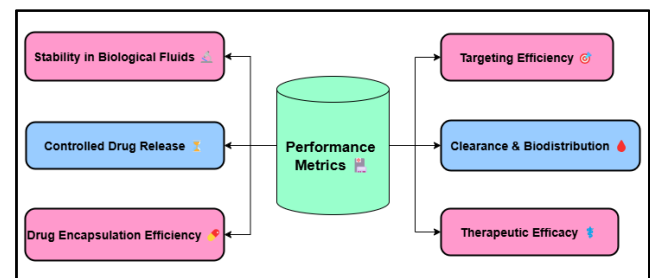 Stability in Biological Fluids
Targeting Efficiency
Controlled Drug Release
Performance
Metrics
Clearance & Biodistribution
Drug Encapsulation Efficiency
Therapeutic Efficacy